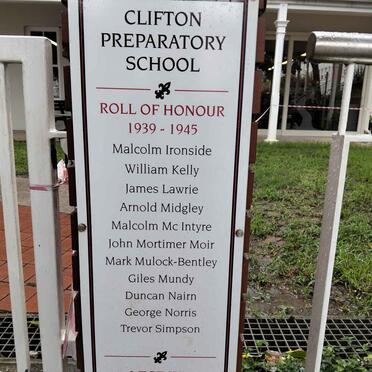 CLIFTON
PREPARATORY
SCHOOL
ROLL OF HONOUR
1939 - 1945
Malcolm Ironside
William Kelly
James Lawrie
Arnold Midgley
Malcolm Mc Intyre
John Mortimer Moir
Mark Mulock-Bentley
Giles Mundy
Duncan Nairn
George Norris
Trevor Simpson